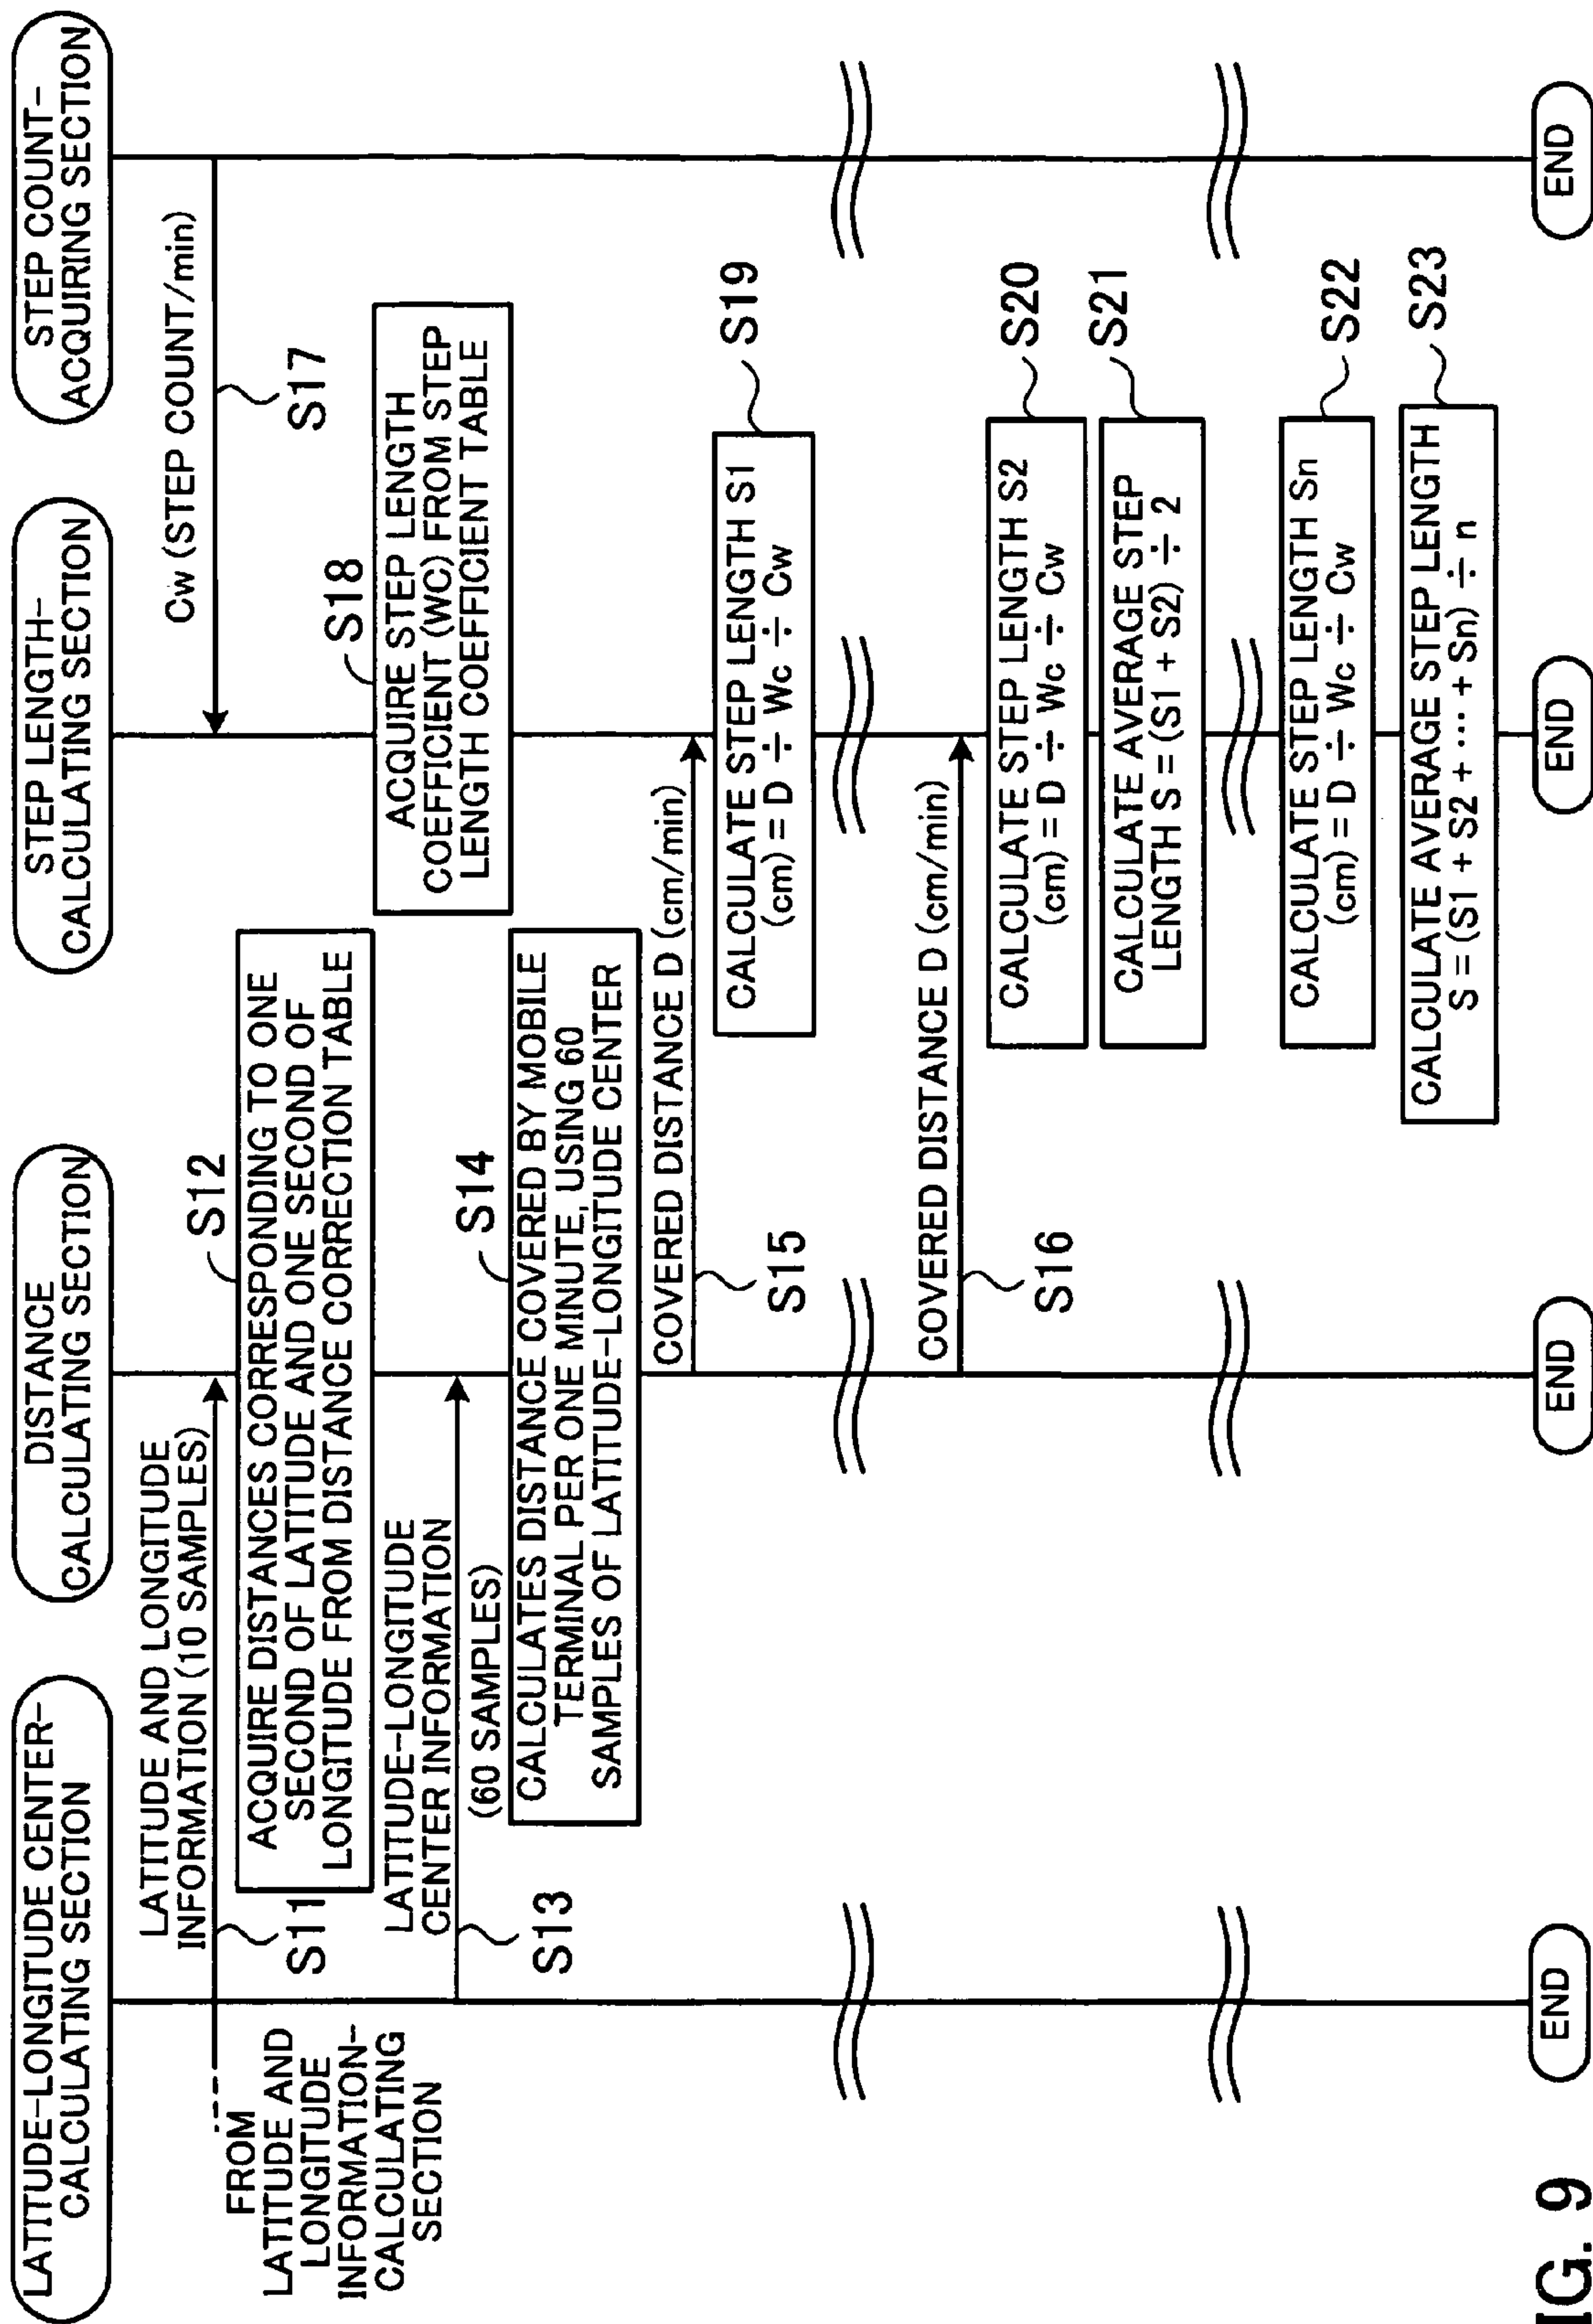 LATITUDE-LONGITUDE CENTER-
CALCULATING SECTION
DISTANCE
CALCULATING SECTION
STEP LENGTH-
CALCULATING SECTION
STEP COUNT-
ACQUIRING SECTION
FROM
LATITUDE AND
LONGITUDE
INFORMATION-
CALCULATING
SECTION
LATITUDE AND LONGITUDE
INFORMATION (10 SAMPLES)
S11
S12
ACQUIRE DISTANCES CORRESPONDING TO ONE
SECOND OF LATITUDE AND ONE SECOND OF
LONGITUDE FROM DISTANCE CORRECTION TABLE
LATITUDE-LONGITUDE
CENTER INFORMATION
(60 SAMPLES)
S13
S14
CALCULATES DISTANCE COVERED BY MOBILE
TERMINAL PER ONE MINUTE, USING 60
SAMPLES OF LATITUDE-LONGITUDE CENTER
Cw (STEP COUNT/min)
S17
S18
ACQUIRE STEP LENGTH
COEFFICIENT (WC) FROM STEP
LENGTH COEFFICIENT TABLE
COVERED DISTANCE D (cm/min)
S15
CALCULATE STEP LENGTH S1
(cm) = D ÷ Wc ÷ Cw
S19
COVERED DISTANCE D (cm/min)
S16
CALCULATE STEP LENGTH S2
(cm) = D ÷ Wc ÷ Cw
S20
CALCULATE AVERAGE STEP
LENGTH S = (S1 + S2) ÷ 2
S21
CALCULATE STEP LENGTH Sn
(cm) = D ÷ Wc ÷ Cw
S22
CALCULATE AVERAGE STEP LENGTH
S = (S1 + S2 + ... + Sn) ÷ n
S23
END
END
END
END
IG. 9